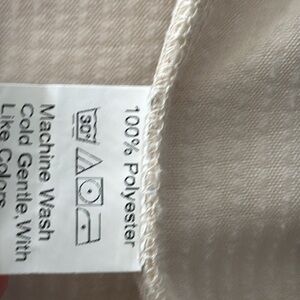 100% Polyester
30°
Machine Wash
Cold Gentle, With
Like Colors